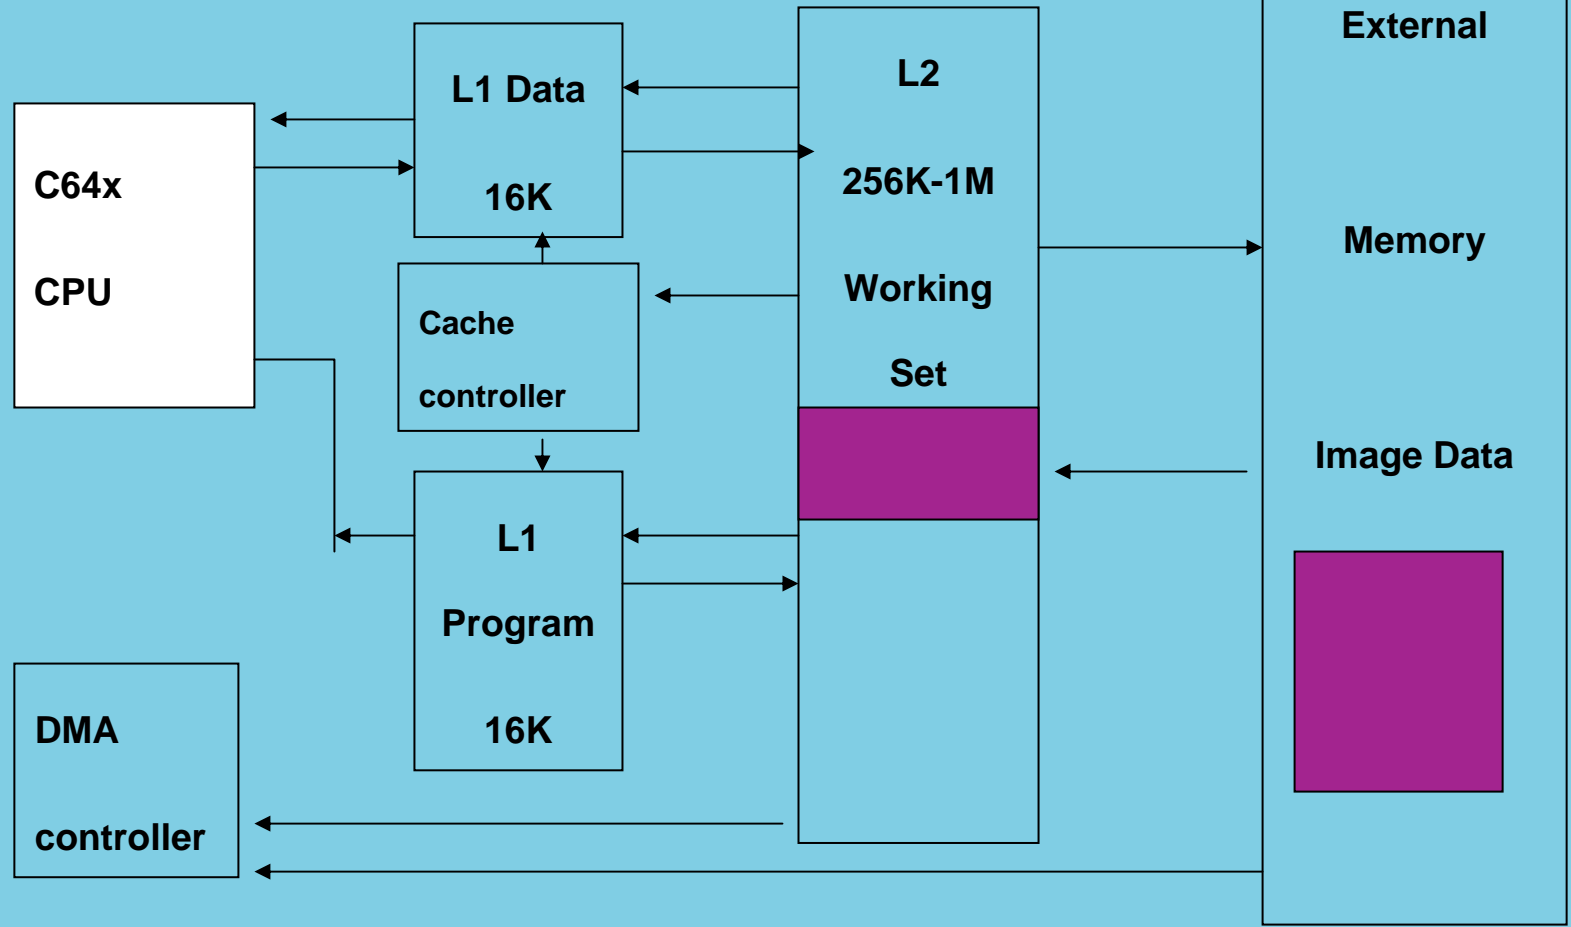 C64x
CPU
L1 Data
16K
Cache
controller
L1
Program
16K
DMA
controller
L2
256K-1M
Working
Set
External
Memory
Image Data